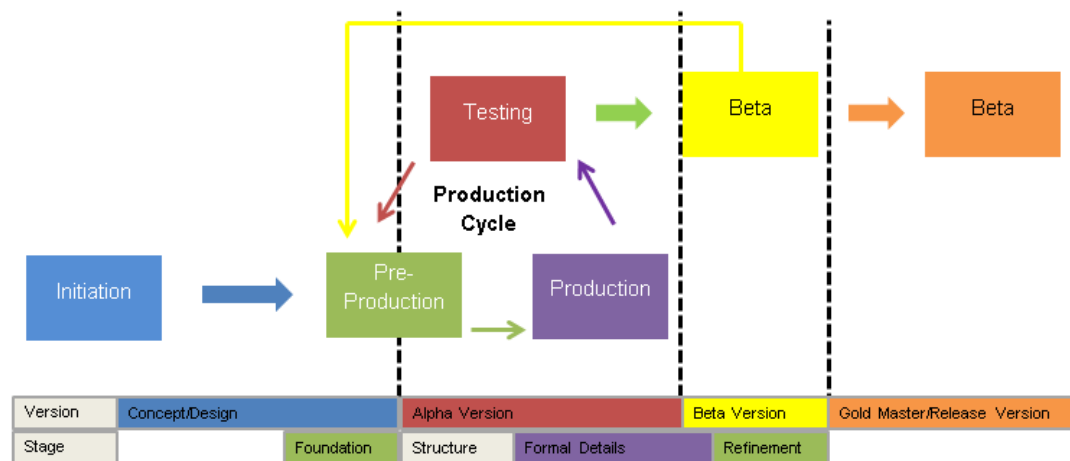 Testing
Beta
Beta
Production
Cycle
Initiation
Pre-
Production
Production
Version
Concept/Design
Alpha Version
Beta Version
Gold Master/Release Version
Stage
Foundation
Structure
Formal Details
Refinement